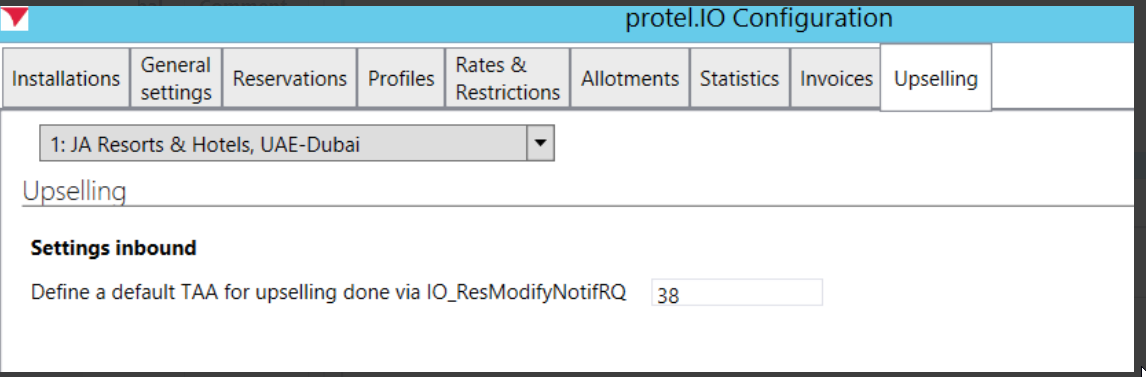 protel.IO Configuration
Installations
General
settings
Reservations
Profiles
Rates &
Restrictions
Allotments
Statistics
Invoices
Upselling
1: JA Resorts & Hotels, UAE-Dubai
Upselling
Settings inbound
Define a default TAA for upselling done via IO_ResModifyNotifRQ 38